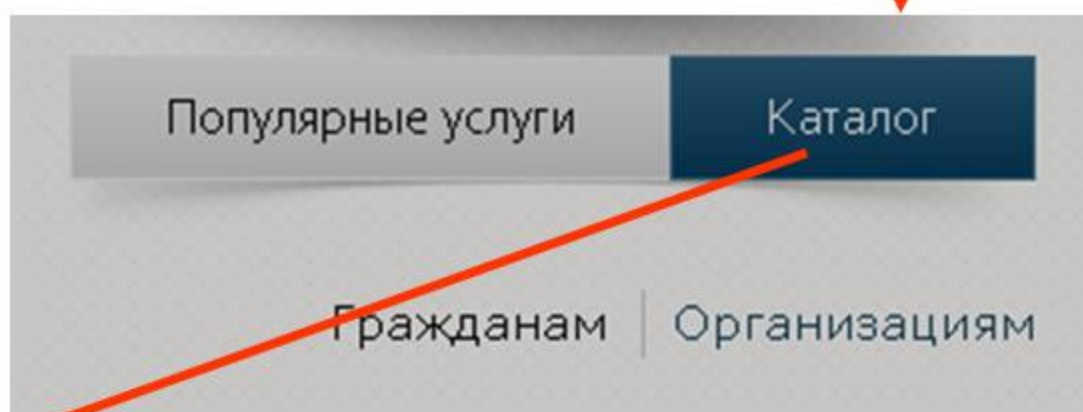 Популярные услуги Каталог
Гражданам Организациям